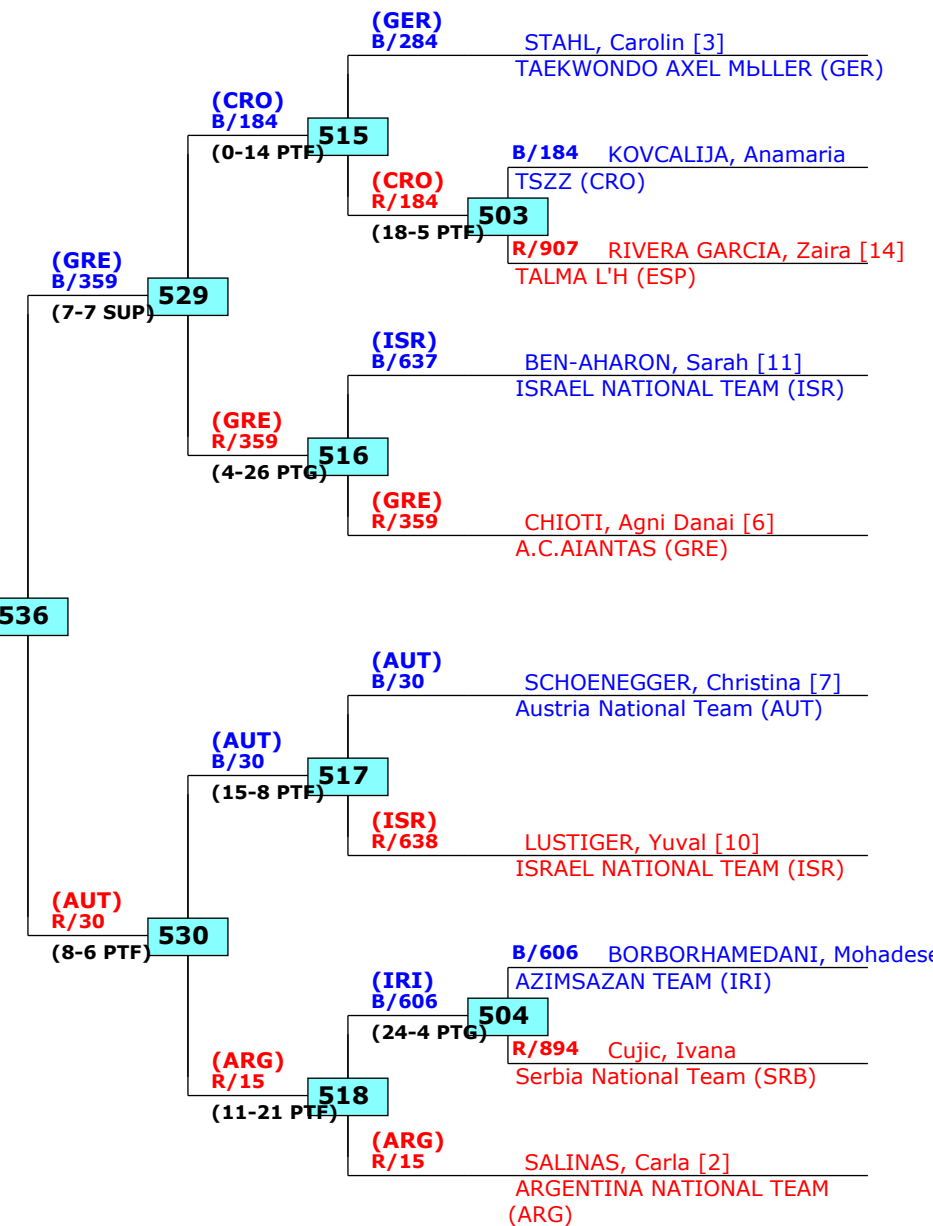 (GER)
B/284
STAHL, Carolin [3]
TAEKWONDO AXEL MЬLLER (GER)
(CRO)
B/184
(0-14 PTF)
515
B/184 KOVCALIJA, Anamaria
TSZZ (CRO)
(CRO)
R/184
(18-5 PTF)
503
R/907 RIVERA GARCIA, Zaira [14]
TALMA L'H (ESP)
(GRE)
B/359
(7-7 SUP)
529
(ISR)
B/637
BEN-AHARON, Sarah [11]
ISRAEL NATIONAL TEAM (ISR)
(GRE)
R/359
(4-26 PTG)
516
(GRE)
R/359
CHIOTI, Agni Danai [6]
A.C.AIANTAS (GRE)
536
(AUT)
B/30
SCHOENEGGER, Christina [7]
Austria National Team (AUT)
(AUT)
B/30
(15-8 PTF)
517
(ISR)
R/638
LUSTIGER, Yuval [10]
ISRAEL NATIONAL TEAM (ISR)
(AUT)
R/30
(8-6 PTF)
530
B/606 BORBORHAMEDANI, Mohadese
AZIMSAZAN TEAM (IRI)
(IRI)
B/606
(24-4 PTG)
504
R/894 Cujic, Ivana
Serbia National Team (SRB)
(ARG)
R/15
(11-21 PTF)
518
(ARG)
R/15
SALINAS, Carla [2]
ARGENTINA NATIONAL TEAM
(ARG)